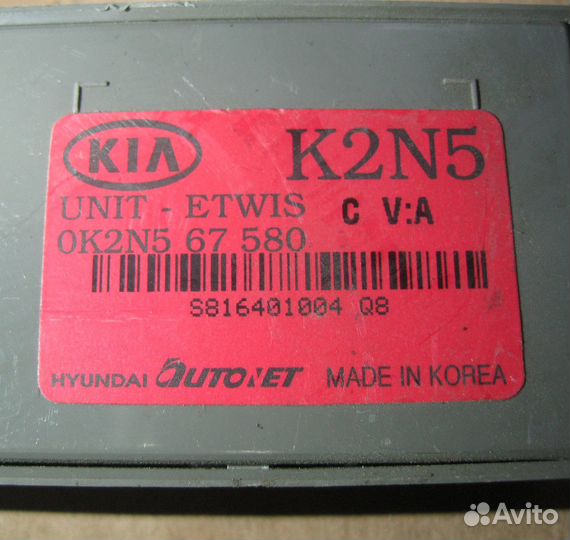 KIA K2N5
UNIT - ETWIS C V:A
0K2N5 67 580
S816401004 Q8
HYUNDAI AUTONET MADE IN KOREA
Avito